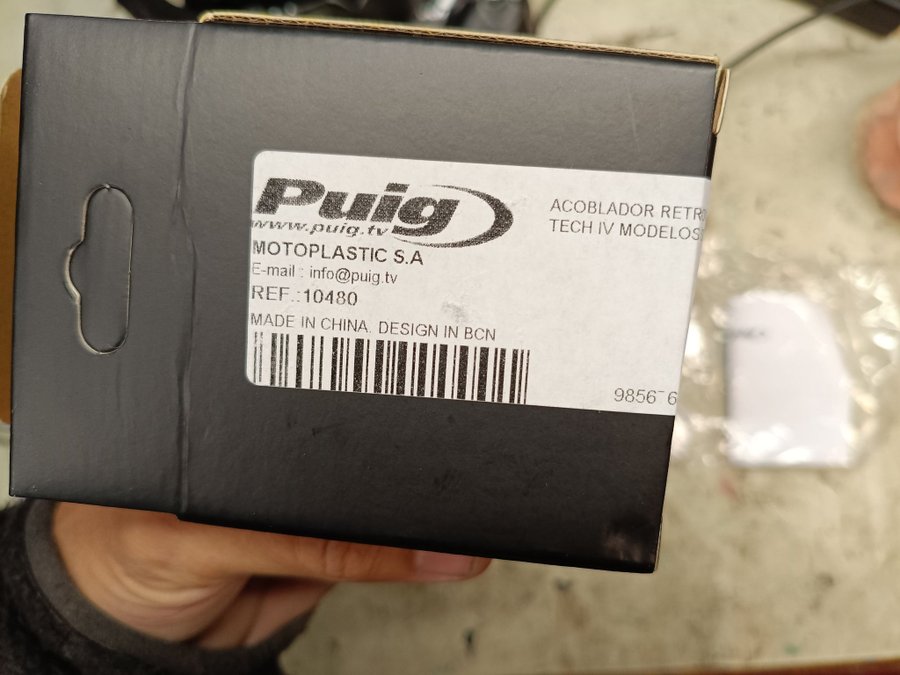 Puig
www.puig.tv
MOTOPLASTIC S.A
E-mail : info@puig.tv
REF.:10480
MADE IN CHINA. DESIGN IN BCN
ACOBLADOR
TECH IV MODELOS